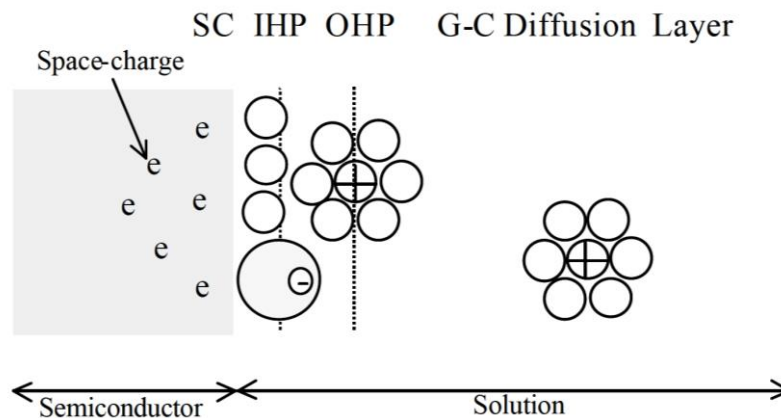 SC IHP OHP G-C Diffusion Layer
Space-charge
e
e
e
e
e
e
-
Semiconductor
Solution